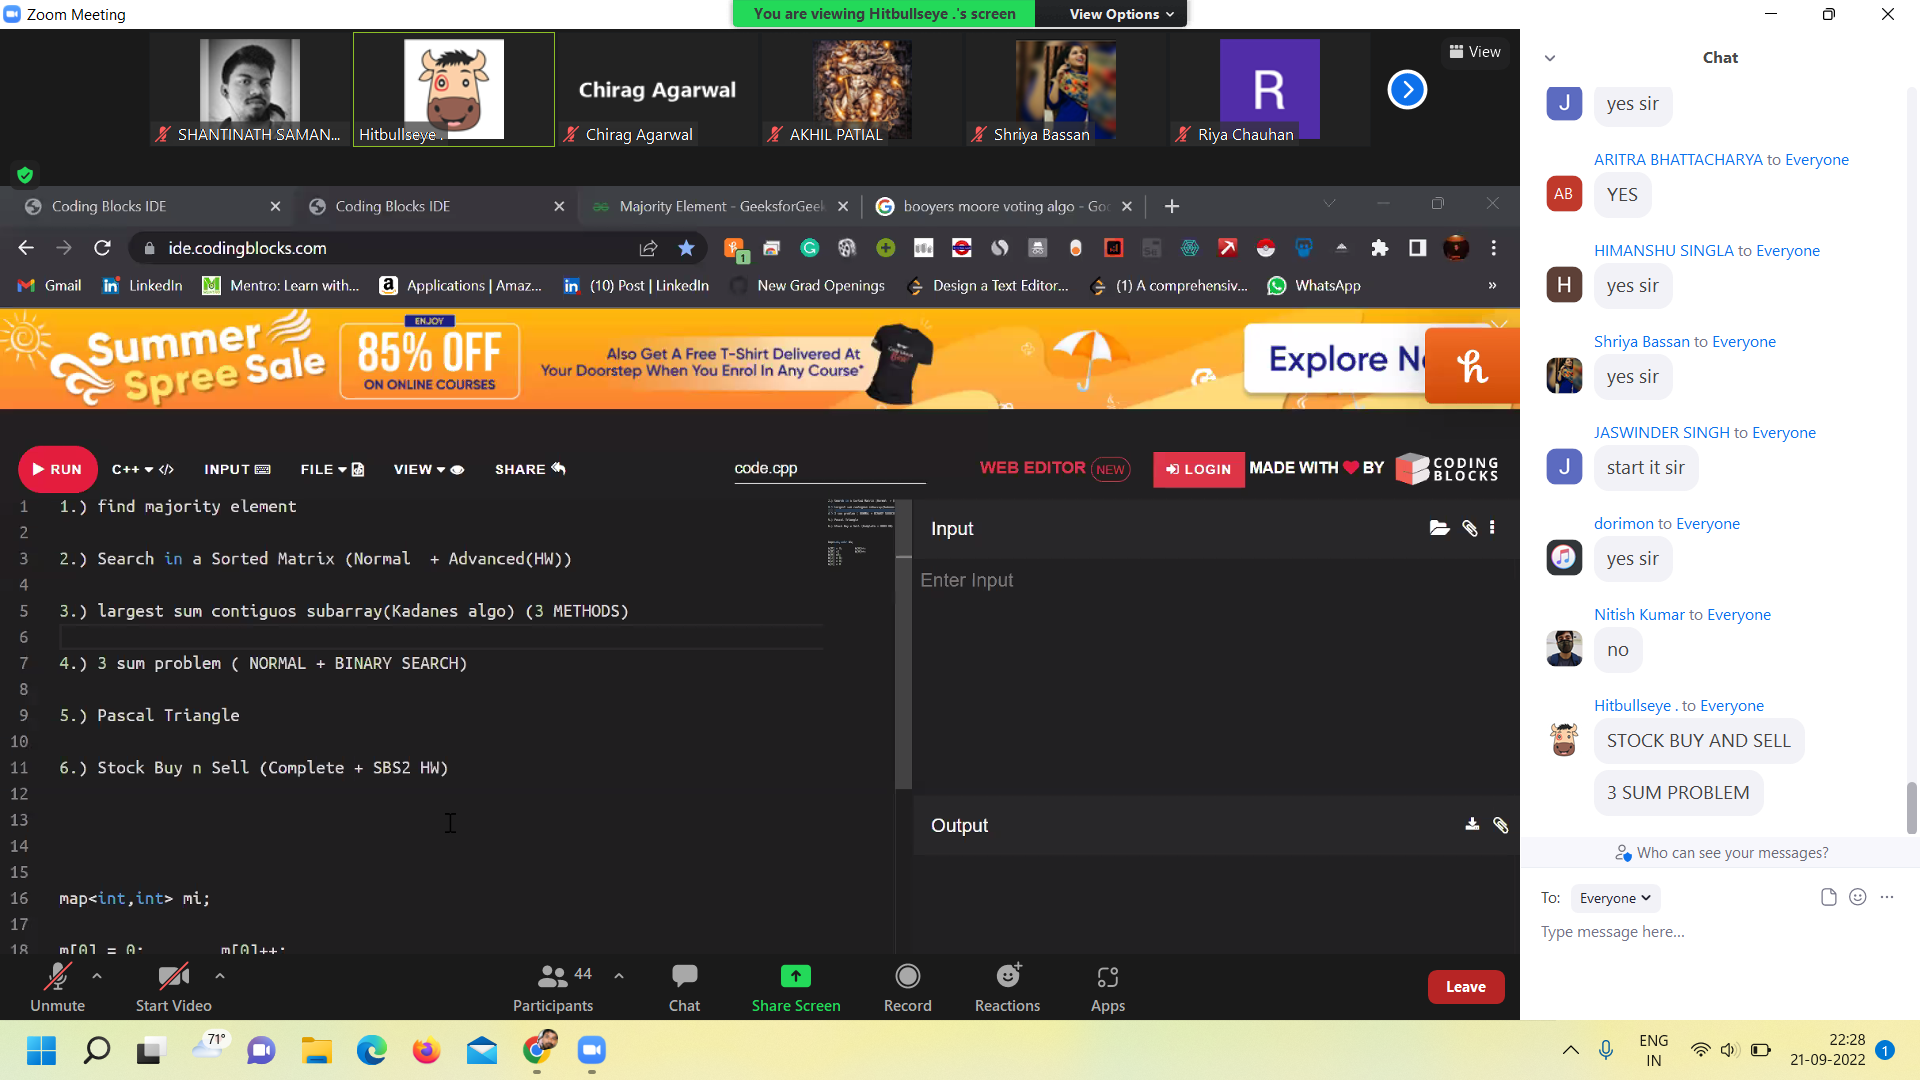 Zoom Meeting
You are viewing Hitbullseye .'s screen
View Options
View
SHANTINATH SAMAN...
Hitbullseye .
Chirag Agarwal
Chirag Agarwal
AKHIL PATIAL
Shriya Bassan
R
Riya Chauhan
Coding Blocks IDE
Coding Blocks IDE
Majority Element - GeeksforGeek
booyers moore voting algo - Goo
ide.codingblocks.com
1
Gmail
LinkedIn
Mentro: Learn with...
Applications | Amaz...
(10) Post | LinkedIn
New Grad Openings
Design a Text Editor...
(1) A comprehensiv...
WhatsApp
»
Summer
Spree Sale
ENJOY
85% OFF
ON ONLINE COURSES
Also Get A Free T-Shirt Delivered At
Your Doorstep When You Enrol In Any Course*
Explore N
RUN
C++
INPUT
FILE
VIEW
SHARE
code.cpp
WEB EDITOR NEW
LOGIN
MADE WITH BY
CODING
BLOCKS
1 1.) find majority element
2
3 2.) Search in a Sorted Matrix (Normal + Advanced(HW))
4
5 3.) largest sum contiguos subarray(Kadanes algo) (3 METHODS)
6
7 4.) 3 sum problem ( NORMAL + BINARY SEARCH)
8
9 5.) Pascal Triangle
10
11 6.) Stock Buy n Sell (Complete + SBS2 HW)
12
13
14
15
16 map<int,int> mi;
17
18 m[0] = 0; m[0]++;
Input
Enter Input
Output
Unmute
Start Video
44
Participants
Chat
Share Screen
Record
Reactions
Apps
Leave
Chat
J
yes sir
ARITRA BHATTACHARYA to Everyone
AB
YES
HIMANSHU SINGLA to Everyone
H
yes sir
Shriya Bassan to Everyone
yes sir
JASWINDER SINGH to Everyone
J
start it sir
dorimon to Everyone
yes sir
Nitish Kumar to Everyone
no
Hitbullseye . to Everyone
STOCK BUY AND SELL
3 SUM PROBLEM
Who can see your messages?
To: Everyone
Type message here...
71°
ENG
IN
22:28
21-09-2022
1